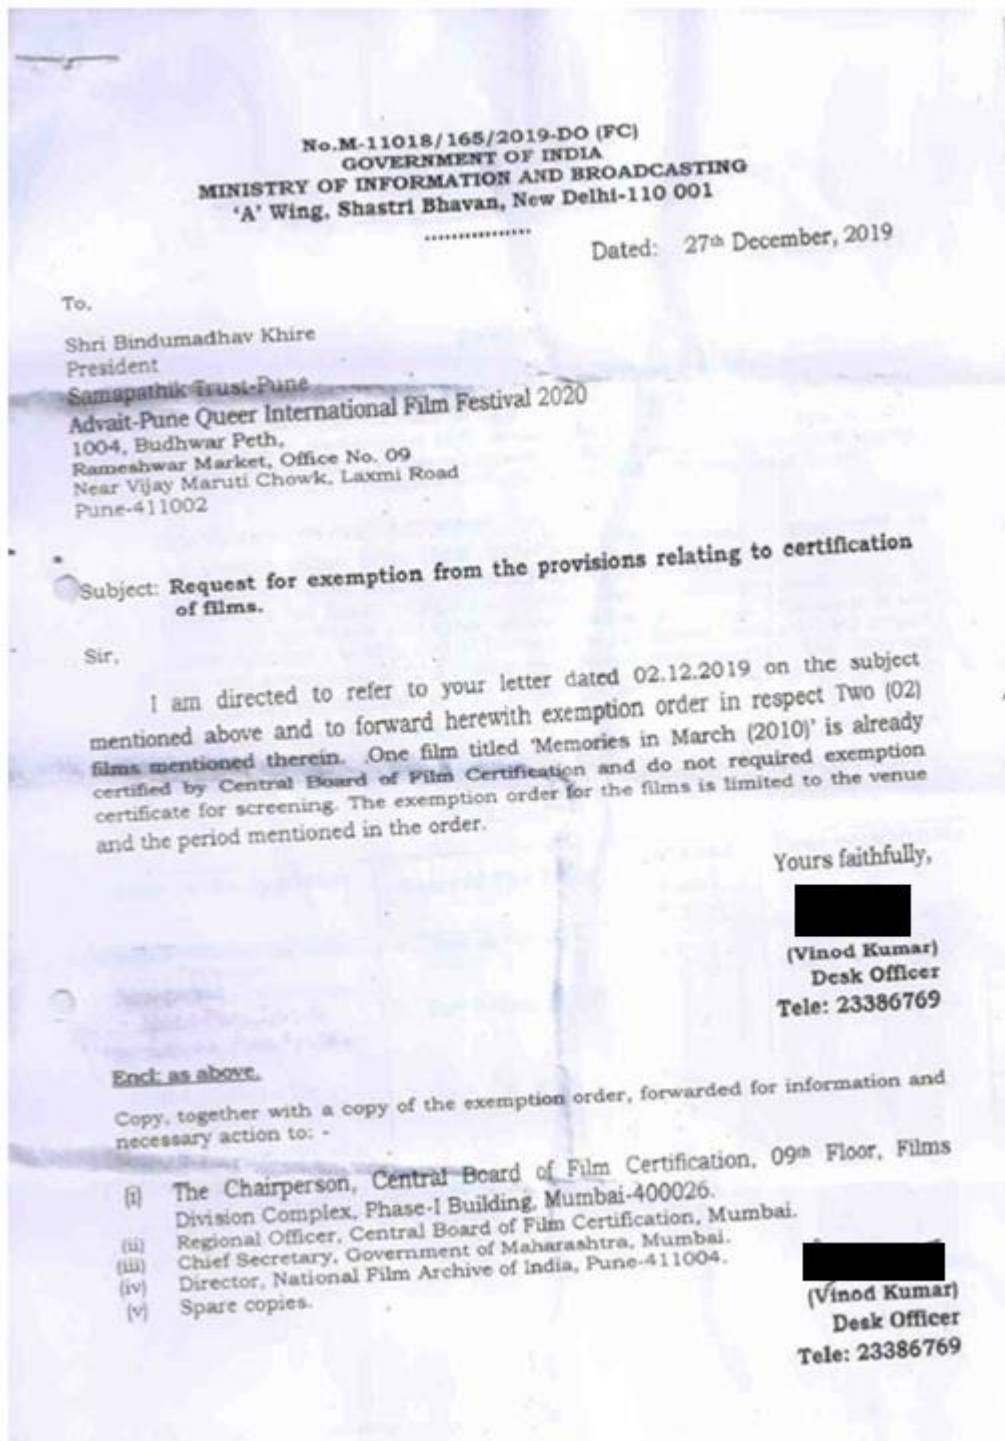 No.M-11018/165/2019-DO (FC)
GOVERNMENT OF INDIA
MINISTRY OF INFORMATION AND BROADCASTING
'A' Wing, Shastri Bhavan, New Delhi-110 001
................
Dated: 27th December, 2019
To,
Shri Bindumadhav Khire
President
Samapathik Trust-Pune
Advait-Pune Queer International Film Festival 2020
1004, Budhwar Peth,
Rameshwar Market, Office No. 09
Near Vijay Maruti Chowk, Laxmi Road
Pune-411002
Subject: Request for exemption from the provisions relating to certification
of films.
Sir,
I am directed to refer to your letter dated 02.12.2019 on the subject
mentioned above and to forward herewith exemption order in respect Two (02)
films mentioned therein. One film titled 'Memories in March (2010)' is already
certified by Central Board of Film Certification and do not required exemption
certificate for screening. The exemption order for the films is limited to the venue
and the period mentioned in the order.
Yours faithfully,
(Vinod Kumar)
Desk Officer
Tele: 23386769
Encl: as above.
Copy, together with a copy of the exemption order, forwarded for information and
necessary action to: -
(i) The Chairperson, Central Board of Film Certification, 09th Floor, Films
Division Complex, Phase-I Building, Mumbai-400026.
(ii) Regional Officer, Central Board of Film Certification, Mumbai.
(iii) Chief Secretary, Government of Maharashtra, Mumbai.
(iv) Director, National Film Archive of India, Pune-411004.
(v) Spare copies.
(Vinod Kumar)
Desk Officer
Tele: 23386769